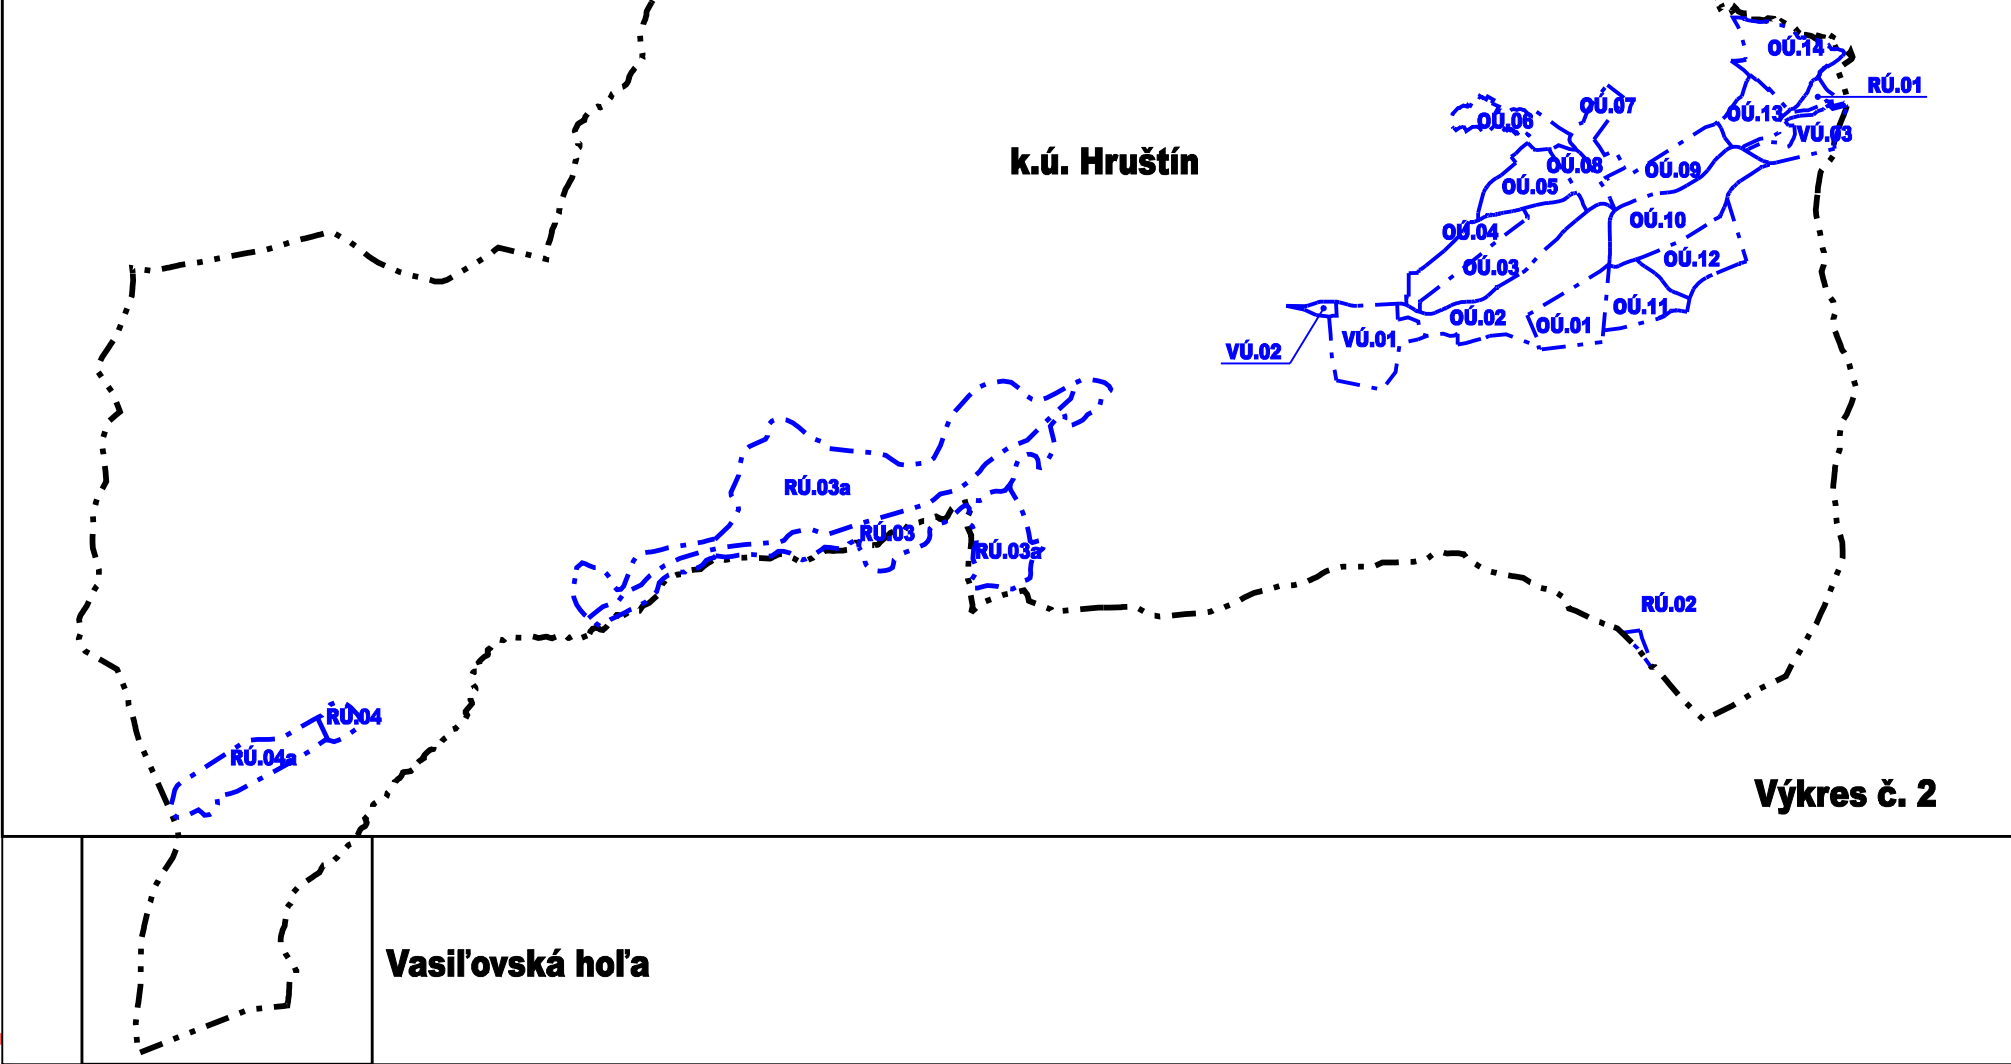 OÚ.14
RÚ.01
OÚ.07
OÚ.06
OÚ.13
VÚ.03
k.ú. Hruštín
OÚ.08
OÚ.09
OÚ.05
OÚ.10
OÚ.04
OÚ.12
OÚ.03
OÚ.11
OÚ.02
OÚ.01
VÚ.01
VÚ.02
RÚ.03a
RÚ.03
RÚ.03a
RÚ.02
RÚ.04
RÚ.04a
Výkres č. 2
Vasiľovská hoľa